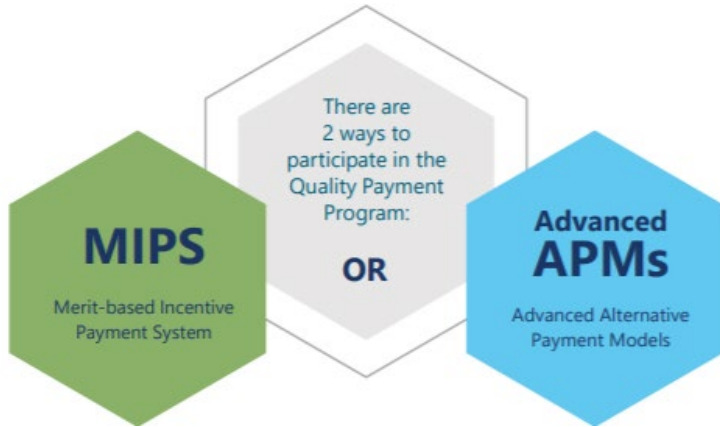 There are
2 ways to
participate in the
Quality Payment
Program:
OR
MIPS
Merit-based Incentive
Payment System
Advanced
APMs
Advanced Alternative
Payment Models